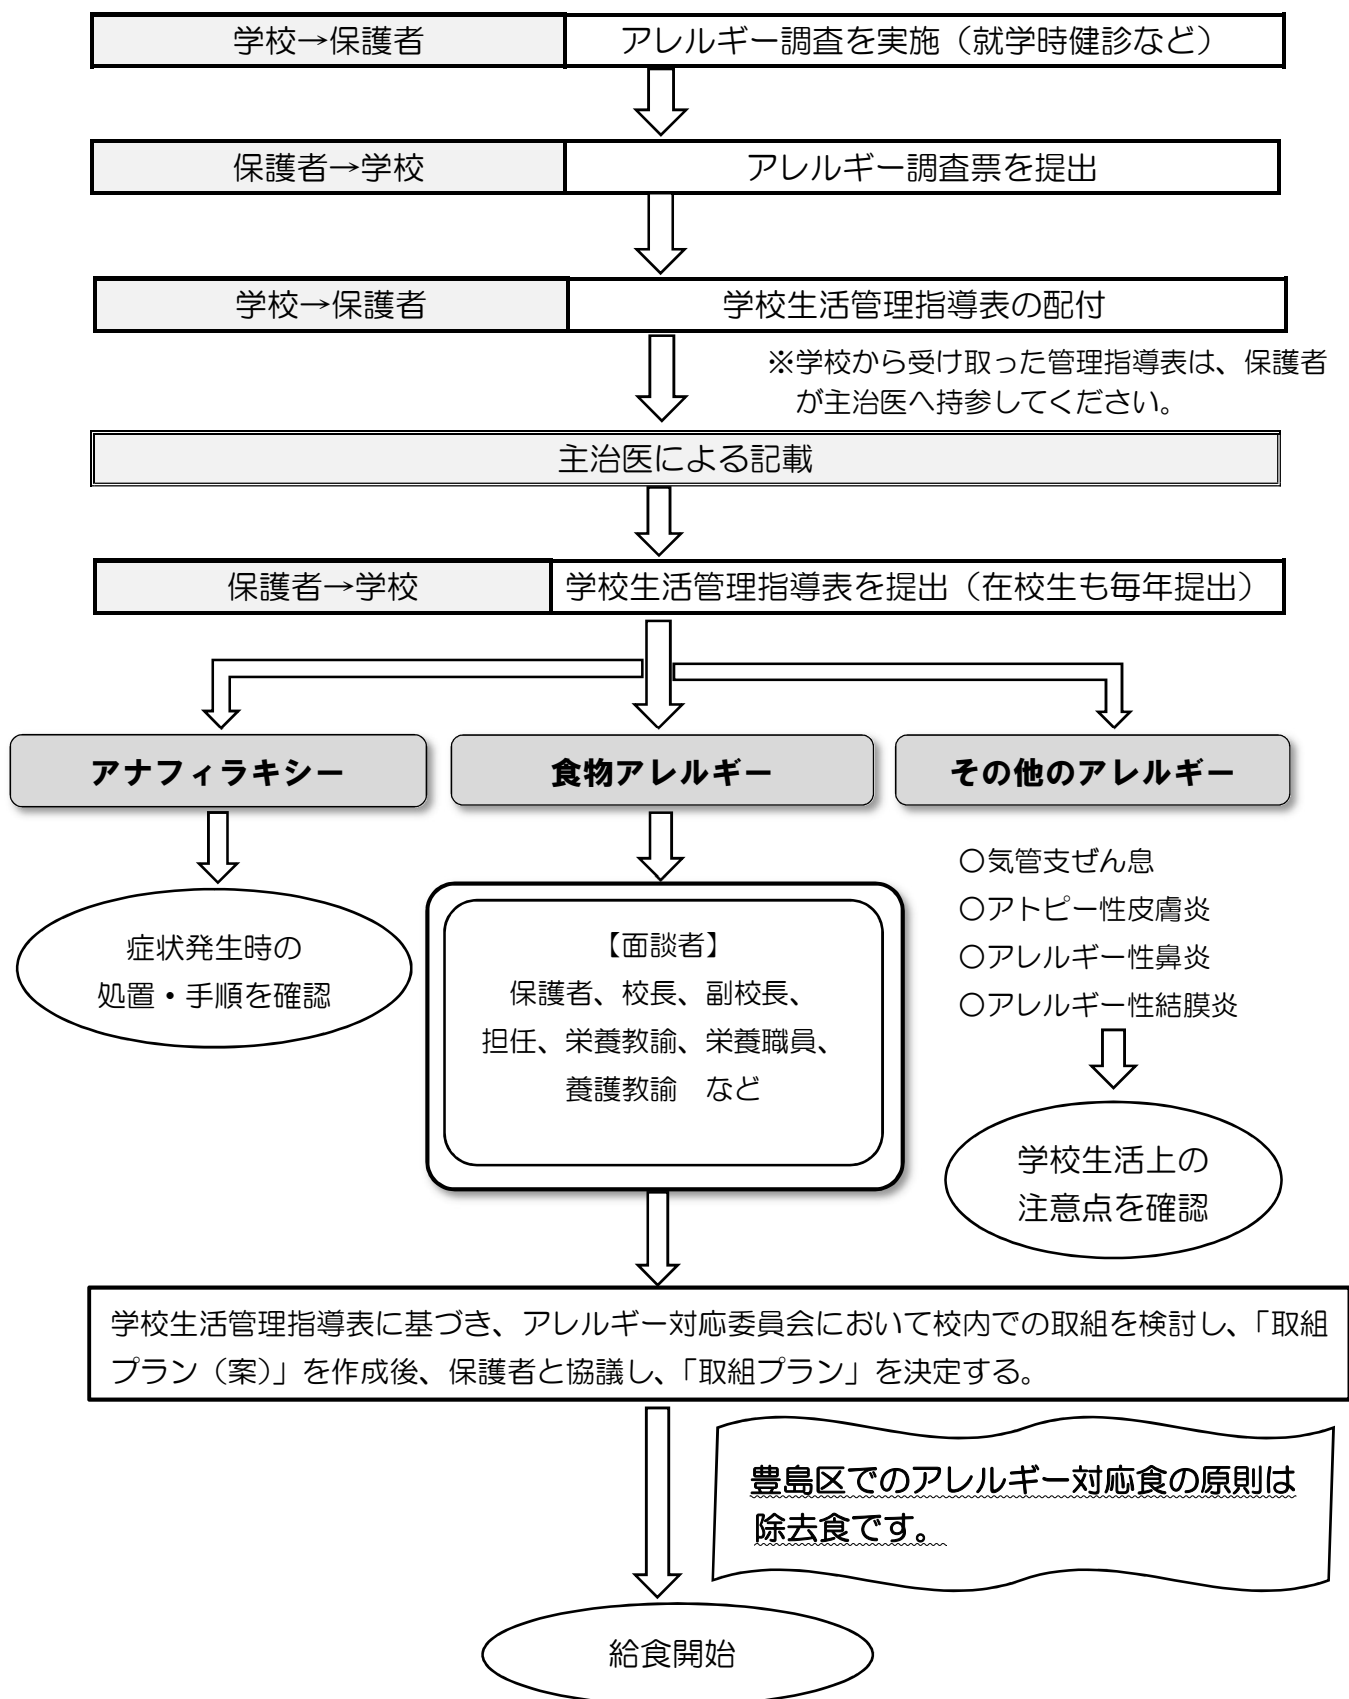 学校→保護者 アレルギー調査を実施（就学時健診など）
保護者→学校 アレルギー調査票を提出
学校→保護者 学校生活管理指導表の配付
※学校から受け取った管理指導表は、保護者
が主治医へ持参してください。
主治医による記載
保護者→学校 学校生活管理指導表を提出（在校生も毎年提出）
アナフィラキシー
症状発生時の
処置・手順を確認
食物アレルギー
【面談者】
保護者、校長、副校長、
担任、栄養教諭、栄養職員、
養護教諭　など
その他のアレルギー
○気管支ぜん息
○アトピー性皮膚炎
○アレルギー性鼻炎
○アレルギー性結膜炎
学校生活上の
注意点を確認
学校生活管理指導表に基づき、アレルギー対応委員会において校内での取組を検討し、「取組
プラン（案）」を作成後、保護者と協議し、「取組プラン」を決定する。
豊島区でのアレルギー対応食の原則は
除去食です。
給食開始